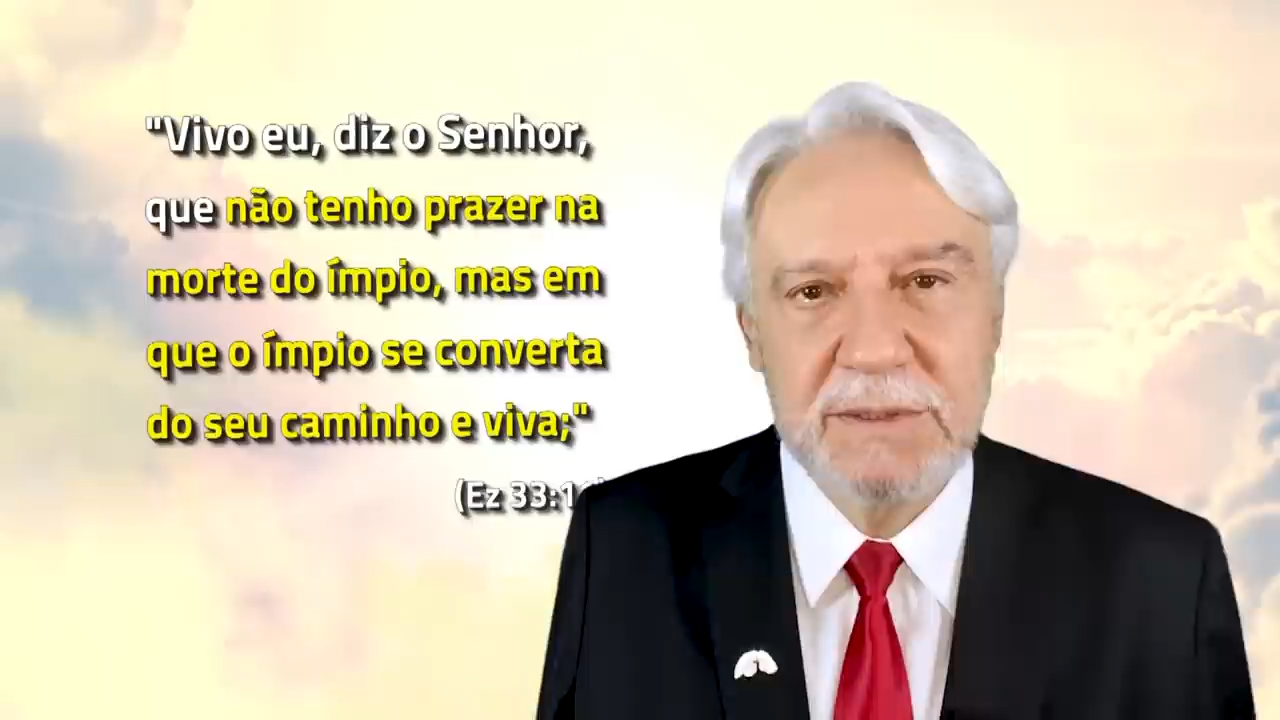 "Vivo eu, diz o Senhor,
que não tenho prazer na
morte do ímpio, mas em
que o ímpio se converta
do seu caminho e viva;"
(Ez